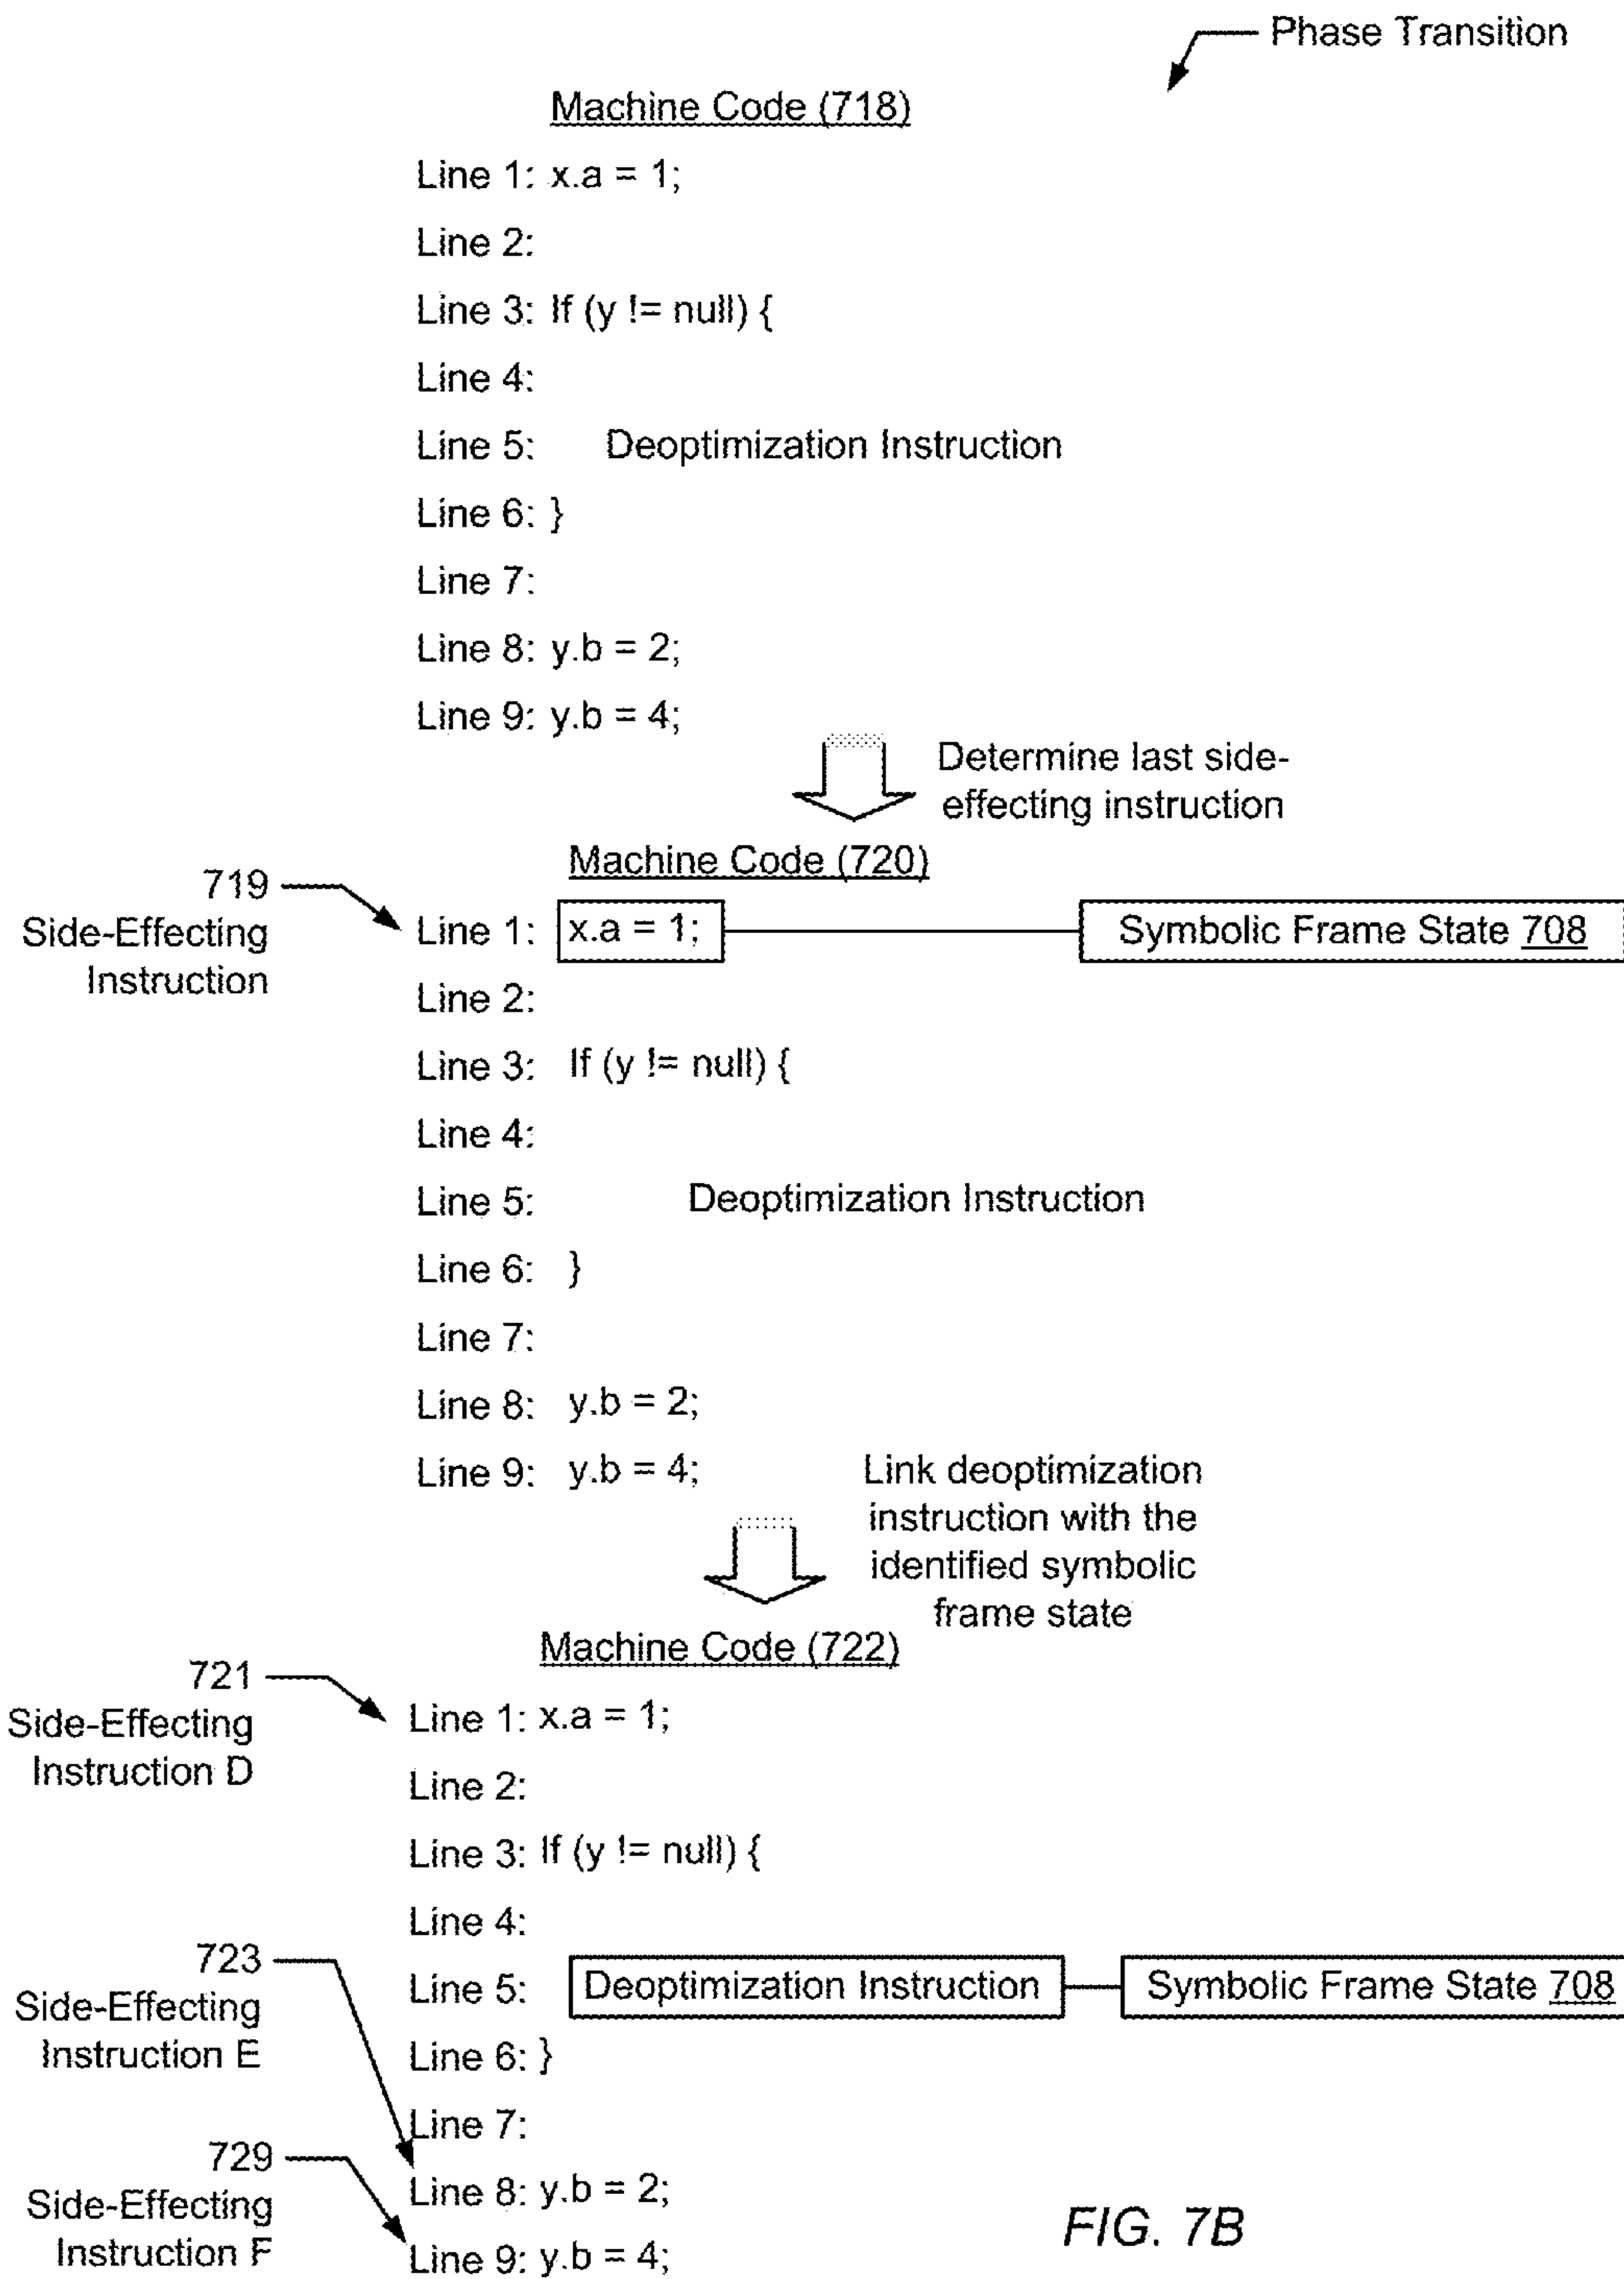 Phase Transition
Machine Code (718)
Line 1: x.a = 1;
Line 2:
Line 3: If (y != null) {
Line 4:
Line 5: Deoptimization Instruction
Line 6: }
Line 7:
Line 8: y.b = 2;
Line 9: y.b = 4;
Determine last side-
effecting instruction
Machine Code (720)
719
Side-Effecting
Instruction
Line 1: x.a = 1; Symbolic Frame State 708
Line 2:
Line 3: If (y != null) {
Line 4:
Line 5: Deoptimization Instruction
Line 6: }
Line 7:
Line 8: y.b = 2;
Line 9: y.b = 4;
Link deoptimization
instruction with the
identified symbolic
frame state
Machine Code (722)
721
Side-Effecting
Instruction D
Line 1: x.a = 1;
Line 2:
Line 3: If (y != null) {
Line 4:
723
Side-Effecting
Instruction E
Line 5: Deoptimization Instruction Symbolic Frame State 708
Line 6: }
Line 7:
729
Side-Effecting
Instruction F
Line 8: y.b = 2;
Line 9: y.b = 4;
FIG. 7B